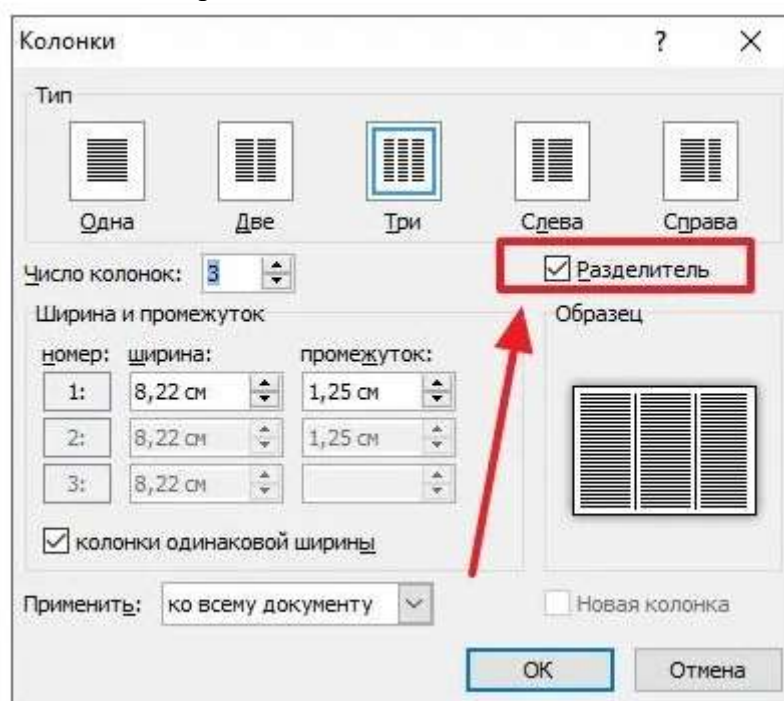 Колонки ?
Тип
Одна Две Три Слева Справа
Число колонок: 3 Разделитель
Ширина и промежуток Образец
номер: ширина: промежуток:
1: 8,22 см 1,25 см
2: 8,22 см 1,25 см
3: 8,22 см
колонки одинаковой ширины
Применить: ко всему документу Новая колонка
ОК Отмена